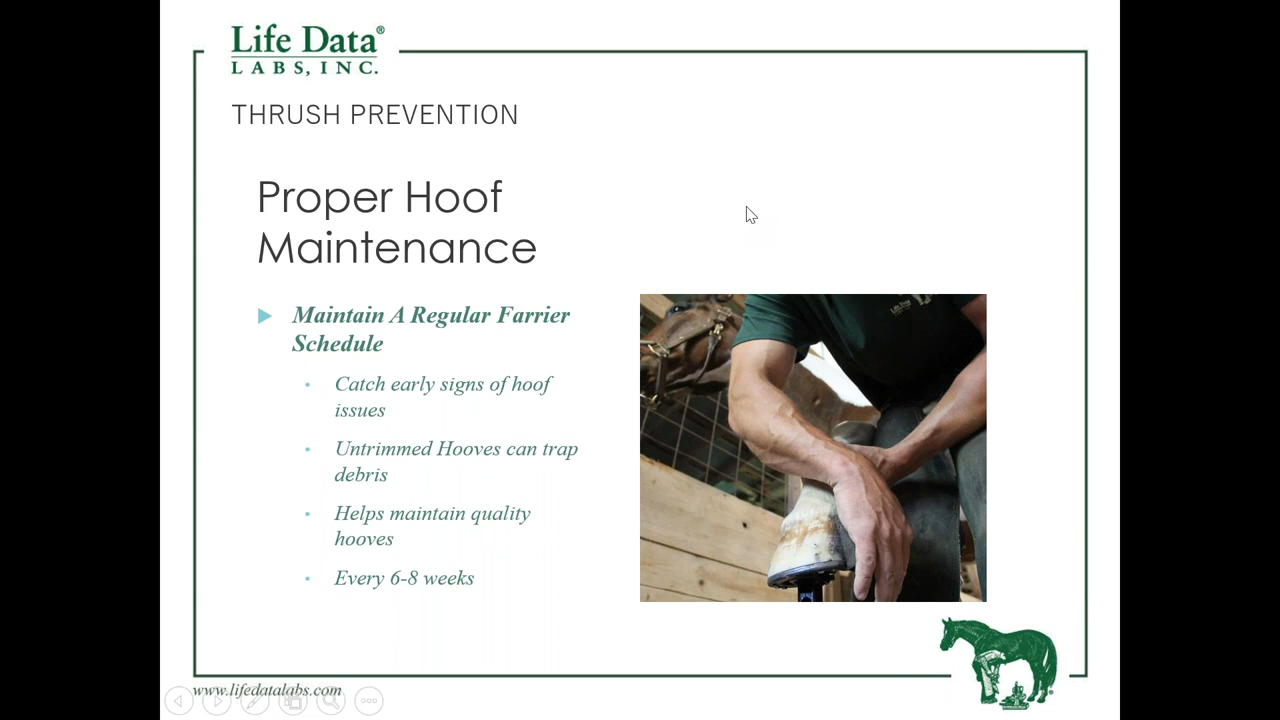 Life Data®
LABS, INC.
THRUSH PREVENTION
Proper Hoof
Maintenance
Maintain A Regular Farrier
Schedule
Catch early signs of hoof
issues
Untrimmed Hooves can trap
debris
Helps maintain quality
hooves
Every 6-8 weeks
www.lifedatalabs.com